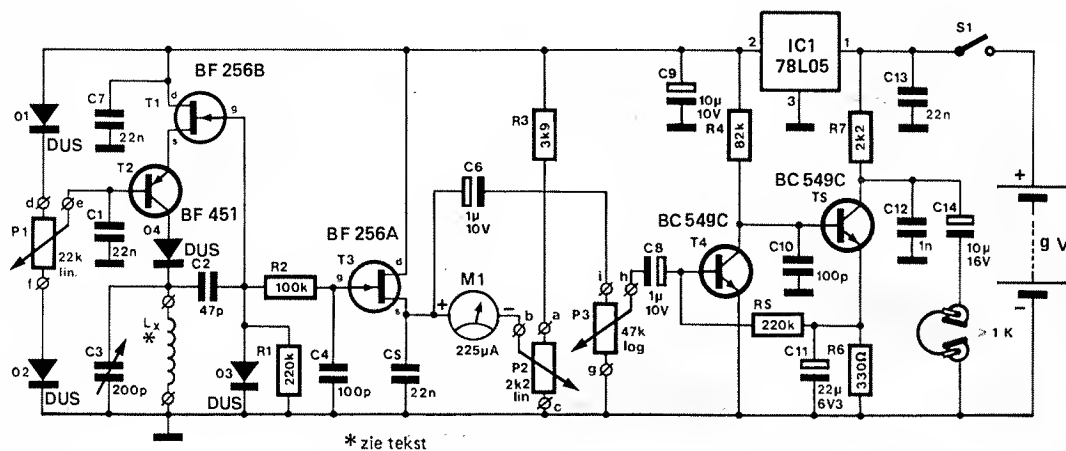 BF 256B
T1
d
g
s
C7
22n
D1
DUS
T2
BF 451
d
e
P1
22k
lin.
f
C1
22n
D4
DUS
C2
47p
D2
DUS
C3
200p
Lx
*
D3
DUS
R1
220k
R2
100k
C4
100p
BF 256A
T3
g
d
s
C5
22n
C6
1µ
10V
+
M1
−
225µA
R3
3k9
b
a
P2
2k2
lin
c
i
h
P3
47k
log
g
C8
1µ
10V
C9
10µ
10V
R4
82k
BC 549C
T4
2
IC1
78L05
1
3
R7
2k2
C13
22n
S1
BC 549C
T5
C10
100p
R5
220k
C11
22µ
6V3
R6
330Ω
C12
1n
C14
10µ
16V
⩾ 1 K
+
9 V
−
* zie tekst